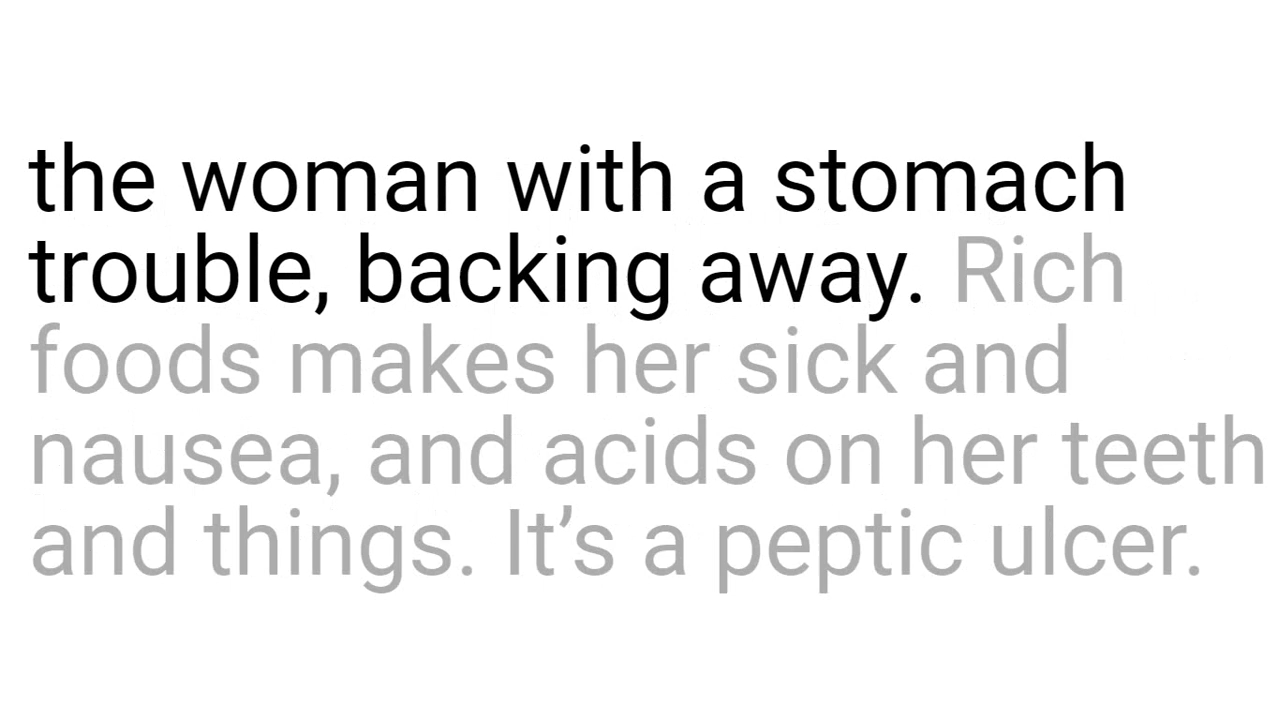 the woman with a stomach
trouble, backing away. Rich
foods makes her sick and
nausea, and acids on her teeth
and things. It’s a peptic ulcer.